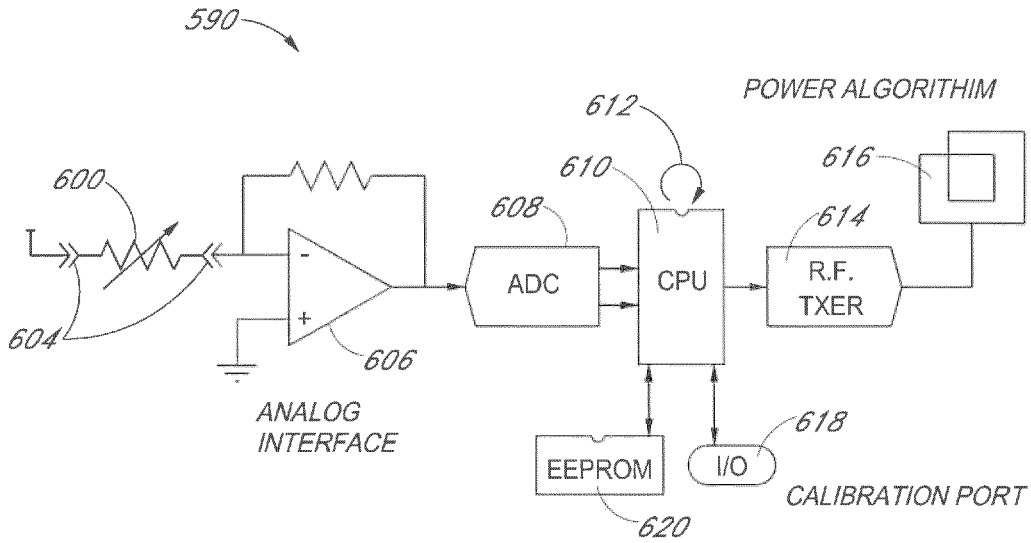 590
POWER ALGORITHIM
612
616
600
610
608
614
-
ADC
CPU
R.F.
TXER
+
604
606
ANALOG
INTERFACE
618
EEPROM
I/O
CALIBRATION PORT
620